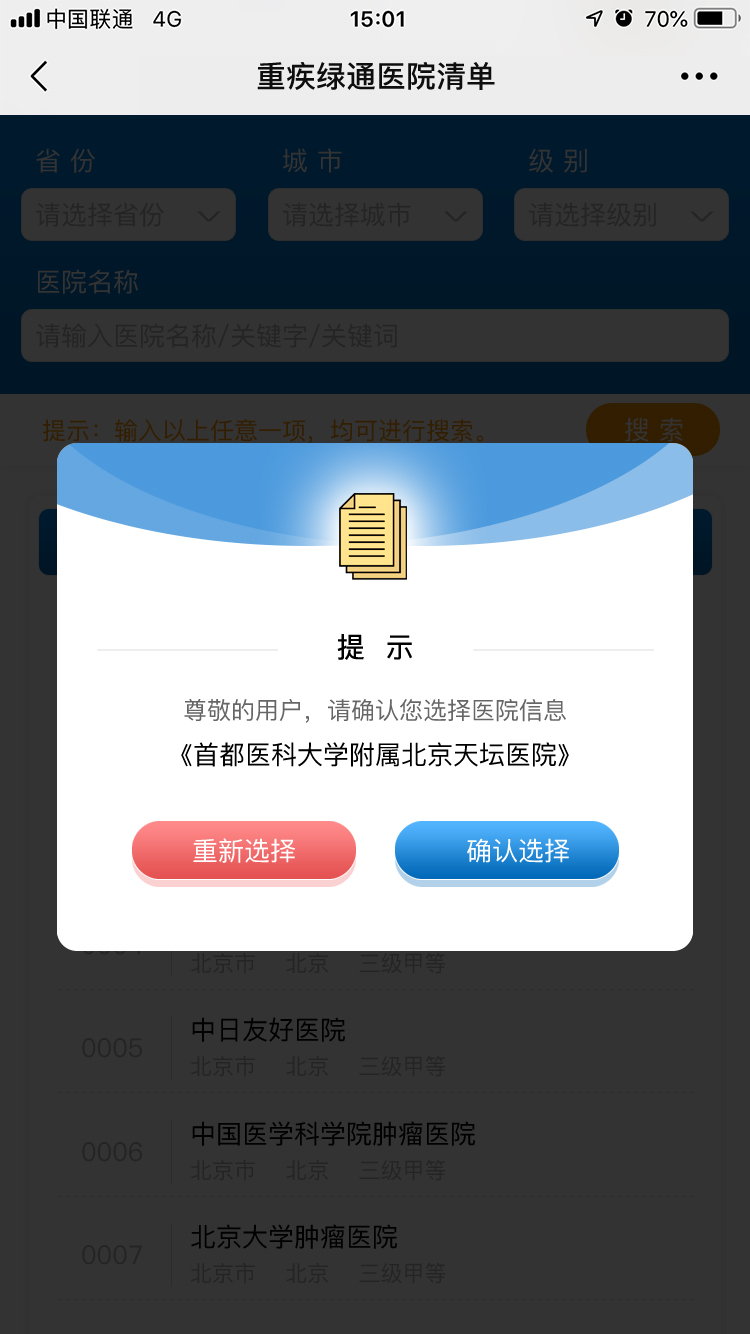 中国联通 4G 15:01 70%
重疾绿通医院清单
省 份 城 市 级 别
请选择省份 请选择城市 请选择级别
医院名称
请输入医院名称/关键字/关键词
提示：输入以上任意一项，均可进行搜索。 搜 索
提 示
尊敬的用户，请确认您选择医院信息
《首都医科大学附属北京天坛医院》
重新选择 确认选择
北京市 北京 三级甲等
中日友好医院
0005
北京市 北京 三级甲等
中国医学科学院肿瘤医院
0006
北京市 北京 三级甲等
北京大学肿瘤医院
0007
北京市 北京 三级甲等